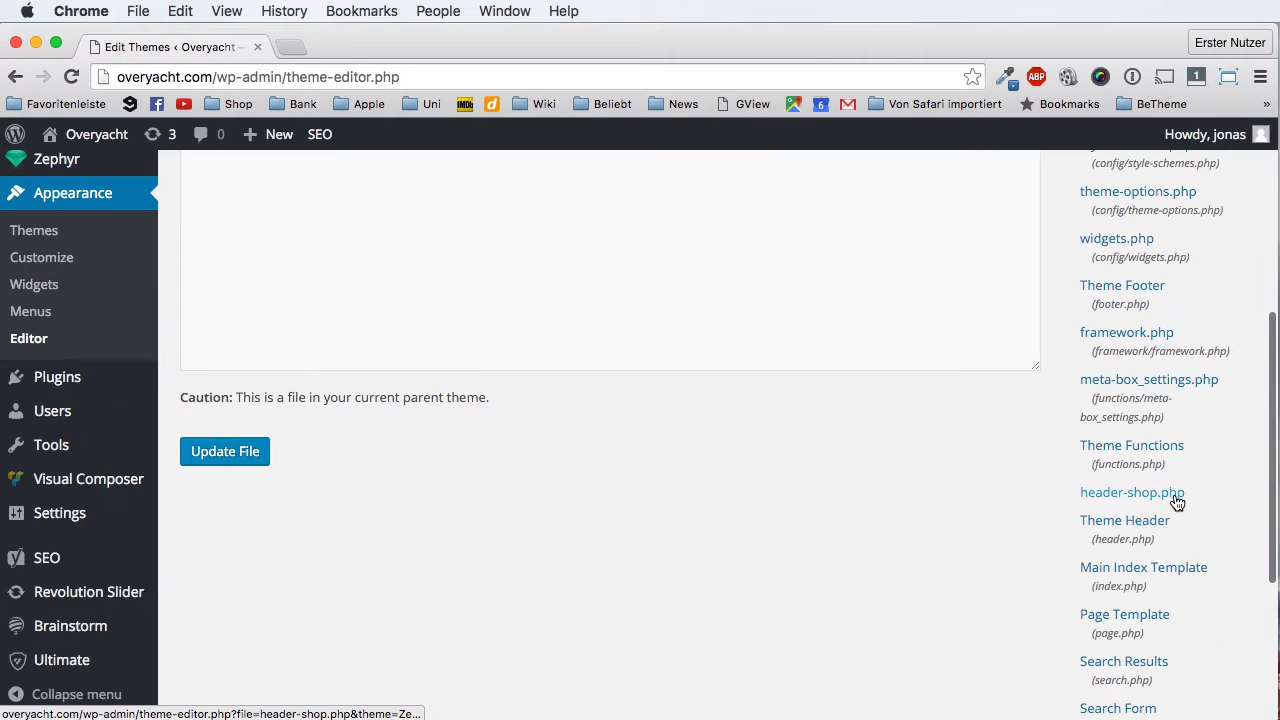 Chrome File Edit View History Bookmarks People Window Help
Edit Themes ‹ Overyacht –
Erster Nutzer
overyacht.com/wp-admin/theme-editor.php
ABP
1
Favoritenliste Shop Bank Apple Uni IMDb d Wiki Beliebt News GView 6 M Von Safari importiert Bookmarks BeThème »
Overyacht 3 0 New SEO Howdy, jonas
Zephyr
Appearance
Themes
Customize
Widgets
Menus
Editor
Plugins
Users
Tools
Visual Composer
Settings
SEO
Revolution Slider
Brainstorm
Ultimate
Collapse menu
Caution: This is a file in your current parent theme.
Update File
(config/style-schemes.php)
theme-options.php
(config/theme-options.php)
widgets.php
(config/widgets.php)
Theme Footer
(footer.php)
framework.php
(framework/framework.php)
meta-box_settings.php
(functions/meta-
box_settings.php)
Theme Functions
(functions.php)
header-shop.php
Theme Header
(header.php)
Main Index Template
(index.php)
Page Template
(page.php)
Search Results
(search.php)
Search Form
overyacht.com/wp-admin/theme-editor.php?file=header-shop.php&theme=Ze...